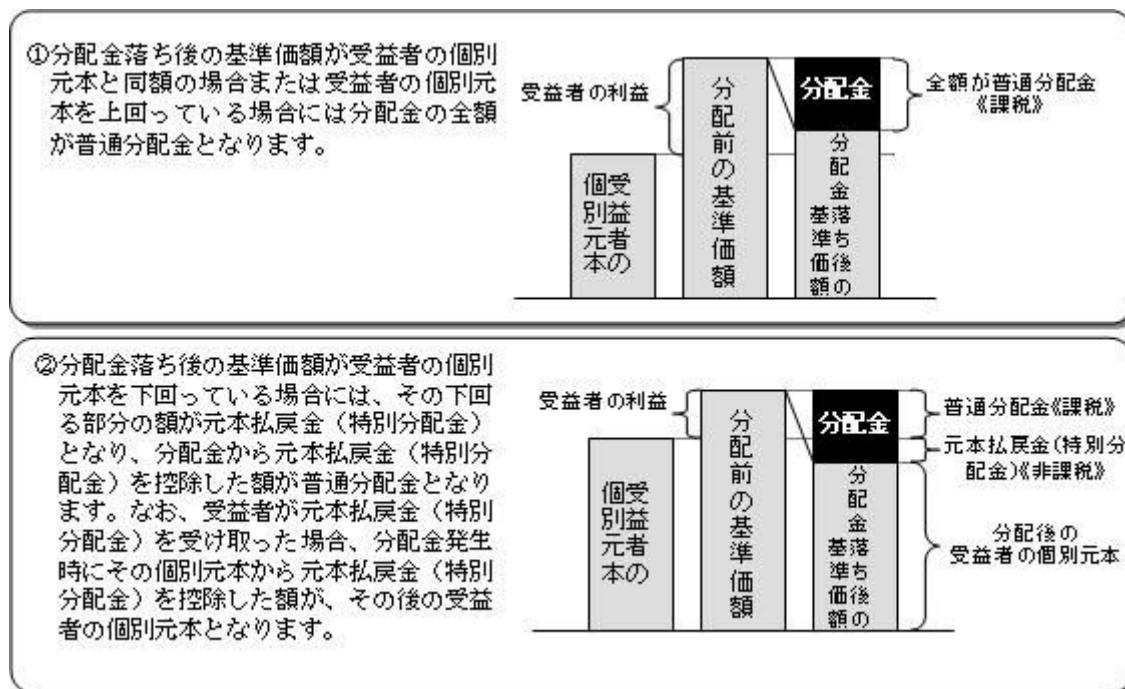 ①分配金落ち後の基準価額が受益者の個別
元本と同額の場合または受益者の個別元
本を上回っている場合には分配金の全額
が普通分配金となります。
受益者の利益
受益者の
個別元本
分配前の基準価額
分配金
分配金落ち後の
基準価額
全額が普通分配金
《課税》
②分配金落ち後の基準価額が受益者の個別
元本を下回っている場合には、その下回
る部分の額が元本払戻金（特別分配金）
となり、分配金から元本払戻金（特別分
配金）を控除した額が普通分配金となり
ます。なお、受益者が元本払戻金（特別
分配金）を受け取った場合、分配金発生
時にその個別元本から元本払戻金（特別
分配金）を控除した額が、その後の受益
者の個別元本となります。
受益者の利益
受益者の
個別元本
分配前の基準価額
分配金
分配金落ち後の
基準価額
普通分配金《課税》
元本払戻金（特別分
配金）《非課税》
分配後の
受益者の個別元本